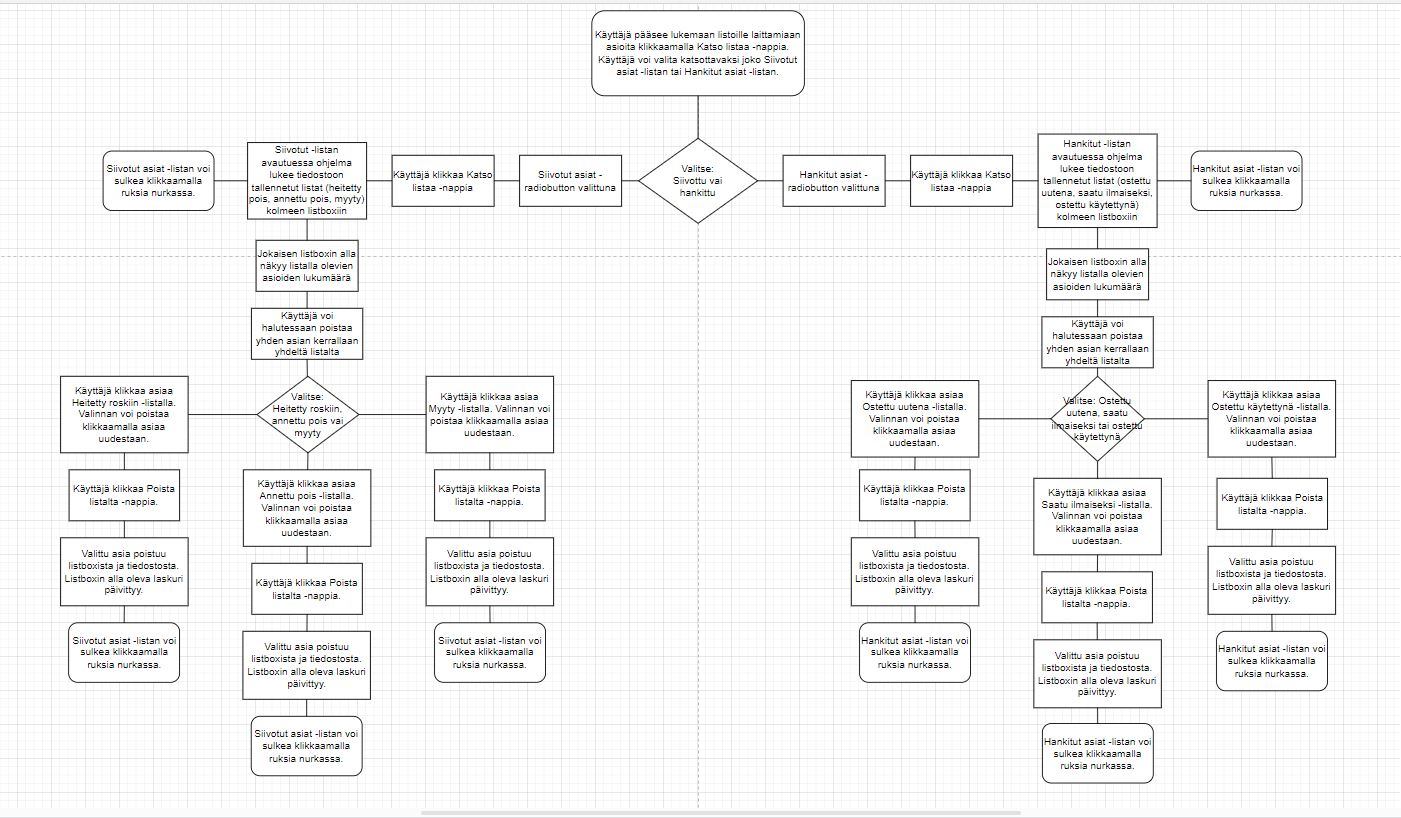 Käyttäjä pääsee lukemaan listoille laittamiaan
asioita klikkaamalla Katso listaa -nappia.
Käyttäjä voi valita katsottavaksi joko Siivotut
asiat -listan tai Hankitut asiat -listan.
Siivotut asiat -listan voi
sulkea klikkaamalla
ruksia nurkassa.
Siivotut -listan
avautuessa ohjelma
lukee tiedostoon
tallennetut listat (heitetty
pois, annettu pois, myyty)
kolmeen listboxiin
Käyttäjä klikkaa Katso
listaa -nappia
Siivotut asiat -
radiobutton valittuna
Valitse:
Siivottu vai
hankittu
Hankitut asiat -
radiobutton valittuna
Käyttäjä klikkaa Katso
listaa -nappia
Hankitut -listan
avautuessa ohjelma
lukee tiedostoon
tallennetut listat (ostettu
uutena, saatu ilmaiseksi,
ostettu käytettynä)
kolmeen listboxiin
Hankitut asiat -listan voi
sulkea klikkaamalla
ruksia nurkassa.
Jokaisen listboxin alla
näkyy listalla olevien
asioiden lukumäärä
Käyttäjä voi
halutessaan poistaa
yhden asian kerrallaan
yhdeltä listalta
Käyttäjä klikkaa asiaa
Heitetty roskiin -listalla.
Valinnan voi poistaa
klikkaamalla asiaa
uudestaan.
Valitse:
Heitetty roskiin,
annettu pois vai
myyty
Käyttäjä klikkaa asiaa
Myyty -listalla. Valinnan voi
poistaa klikkaamalla asiaa
uudestaan.
Käyttäjä klikkaa Poista
listalta -nappia.
Käyttäjä klikkaa asiaa
Annettu pois -listalla.
Valinnan voi poistaa
klikkaamalla asiaa
uudestaan.
Käyttäjä klikkaa Poista
listalta -nappia.
Valittu asia poistuu
listboxista ja tiedostosta.
Listboxin alla oleva laskuri
päivittyy.
Käyttäjä klikkaa Poista
listalta -nappia.
Valittu asia poistuu
listboxista ja tiedostosta.
Listboxin alla oleva laskuri
päivittyy.
Siivotut asiat -listan voi
sulkea klikkaamalla
ruksia nurkassa.
Valittu asia poistuu
listboxista ja tiedostosta.
Listboxin alla oleva laskuri
päivittyy.
Siivotut asiat -listan voi
sulkea klikkaamalla
ruksia nurkassa.
Siivotut asiat -listan voi
sulkea klikkaamalla
ruksia nurkassa.
Jokaisen listboxin alla
näkyy listalla olevien
asioiden lukumäärä
Käyttäjä voi
halutessaan poistaa
yhden asian kerrallaan
yhdeltä listalta
Käyttäjä klikkaa asiaa
Ostettu uutena -listalla.
Valinnan voi poistaa
klikkaamalla asiaa
uudestaan.
Valitse: Ostettu
uutena, saatu
ilmaiseksi tai ostettu
käytettynä
Käyttäjä klikkaa asiaa
Ostettu käytettynä -listalla.
Valinnan voi poistaa
klikkaamalla asiaa
uudestaan.
Käyttäjä klikkaa Poista
listalta -nappia.
Käyttäjä klikkaa asiaa
Saatu ilmaiseksi -listalla.
Valinnan voi poistaa
klikkaamalla asiaa
uudestaan.
Käyttäjä klikkaa Poista
listalta -nappia.
Valittu asia poistuu
listboxista ja tiedostosta.
Listboxin alla oleva laskuri
päivittyy.
Käyttäjä klikkaa Poista
listalta -nappia.
Valittu asia poistuu
listboxista ja tiedostosta.
Listboxin alla oleva laskuri
päivittyy.
Hankitut asiat -listan voi
sulkea klikkaamalla
ruksia nurkassa.
Valittu asia poistuu
listboxista ja tiedostosta.
Listboxin alla oleva laskuri
päivittyy.
Hankitut asiat -listan voi
sulkea klikkaamalla
ruksia nurkassa.
Hankitut asiat -listan voi
sulkea klikkaamalla
ruksia nurkassa.